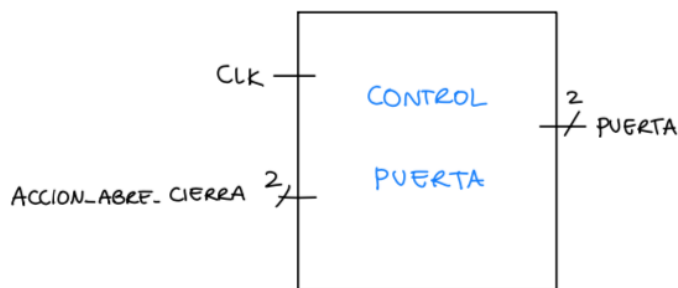 CLK
CONTROL
PUERTA
2
PUERTA
ACCION_ABRE_CIERRA
2